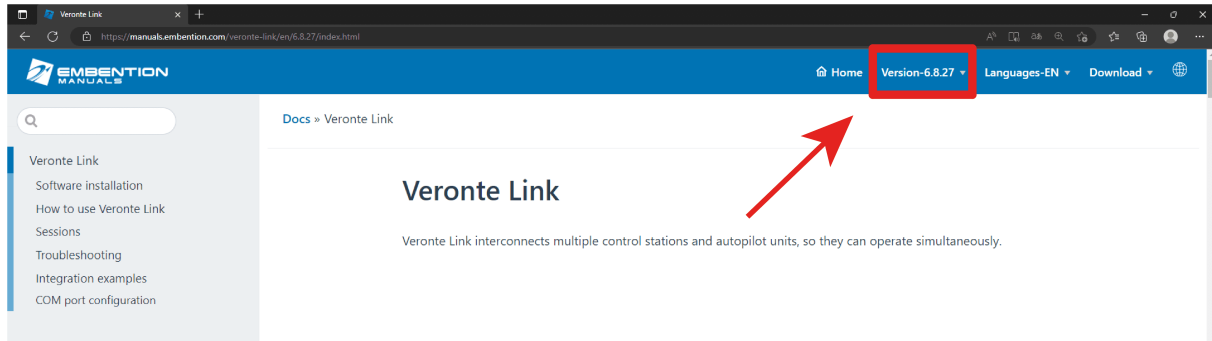 Veronte Link
https://manuals.embention.com/veronte-link/en/6.8.27/index.html
EMBENTION
MANUALS
Home Version-6.8.27 Languages-EN Download
Docs » Veronte Link
Veronte Link
Software installation
How to use Veronte Link
Sessions
Troubleshooting
Integration examples
COM port configuration
Veronte Link
Veronte Link interconnects multiple control stations and autopilot units, so they can operate simultaneously.